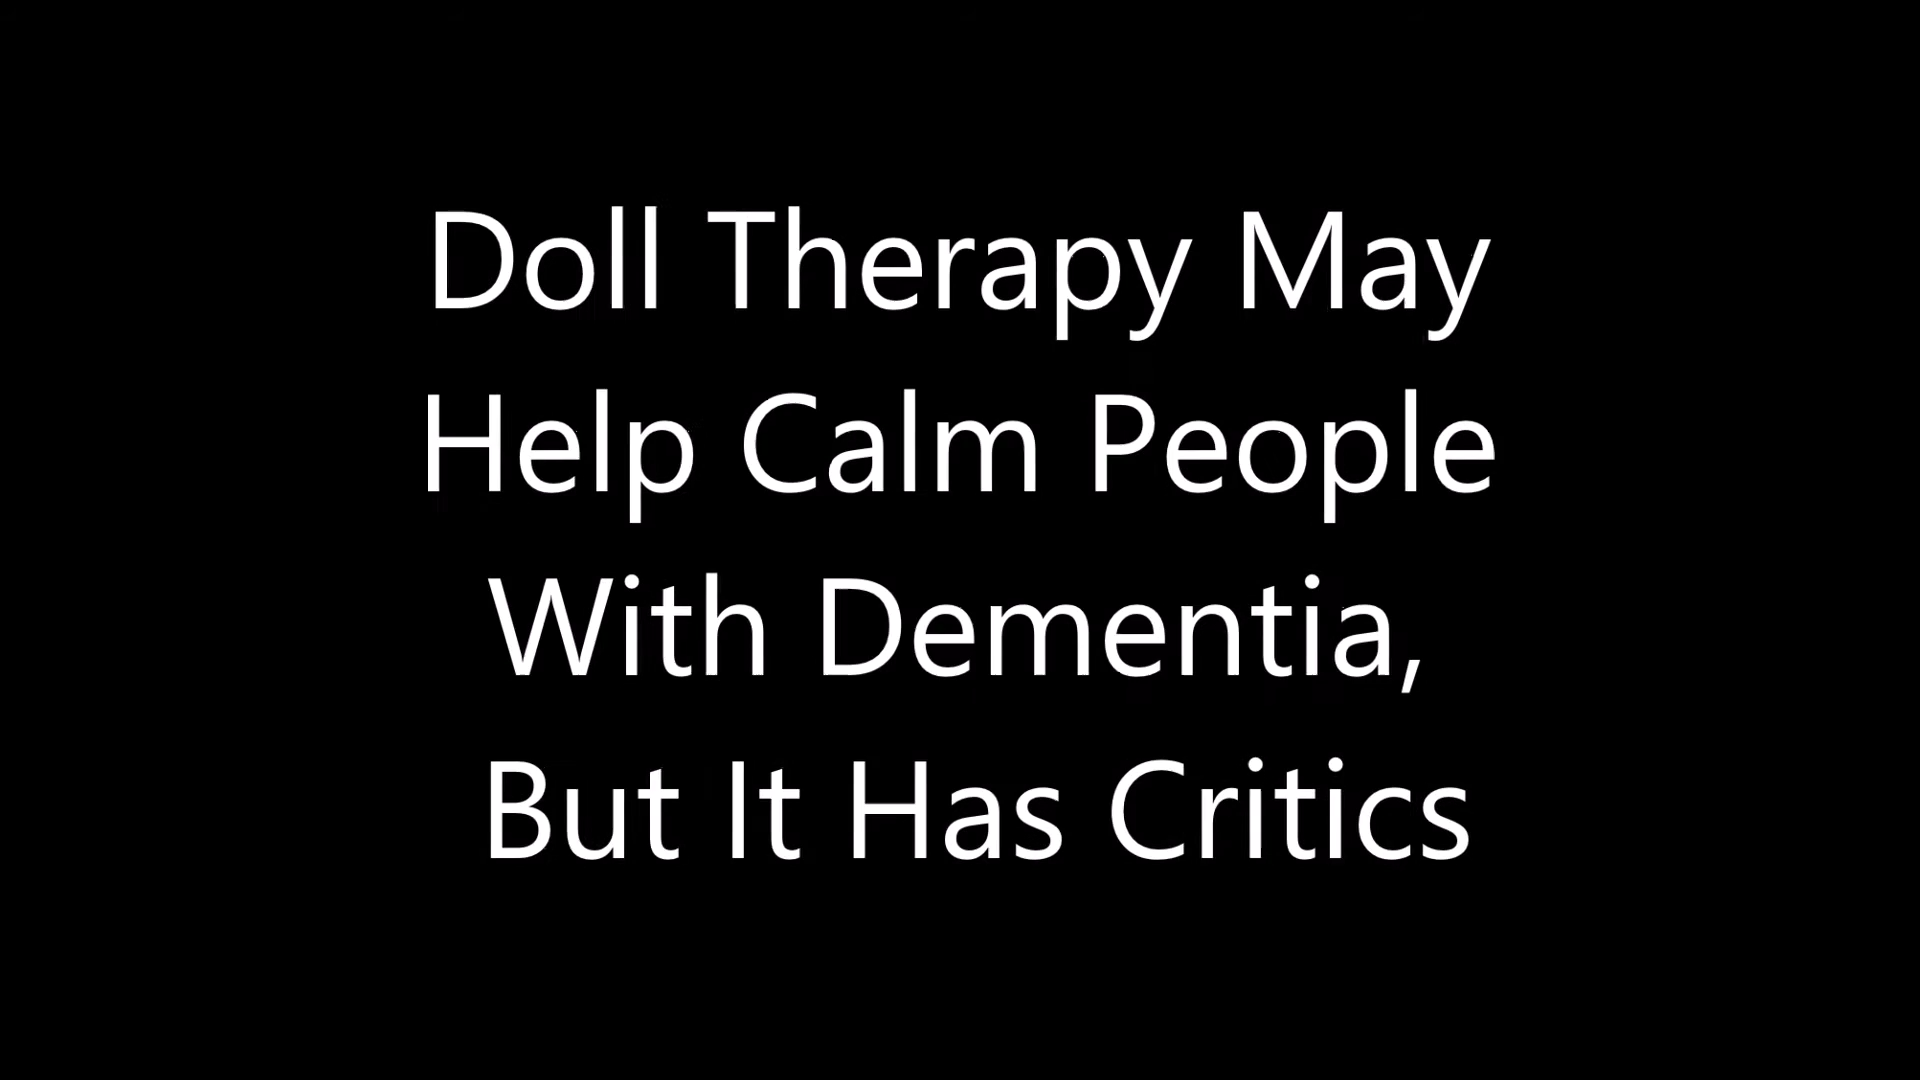 Doll Therapy May
Help Calm People
With Dementia,
But It Has Critics